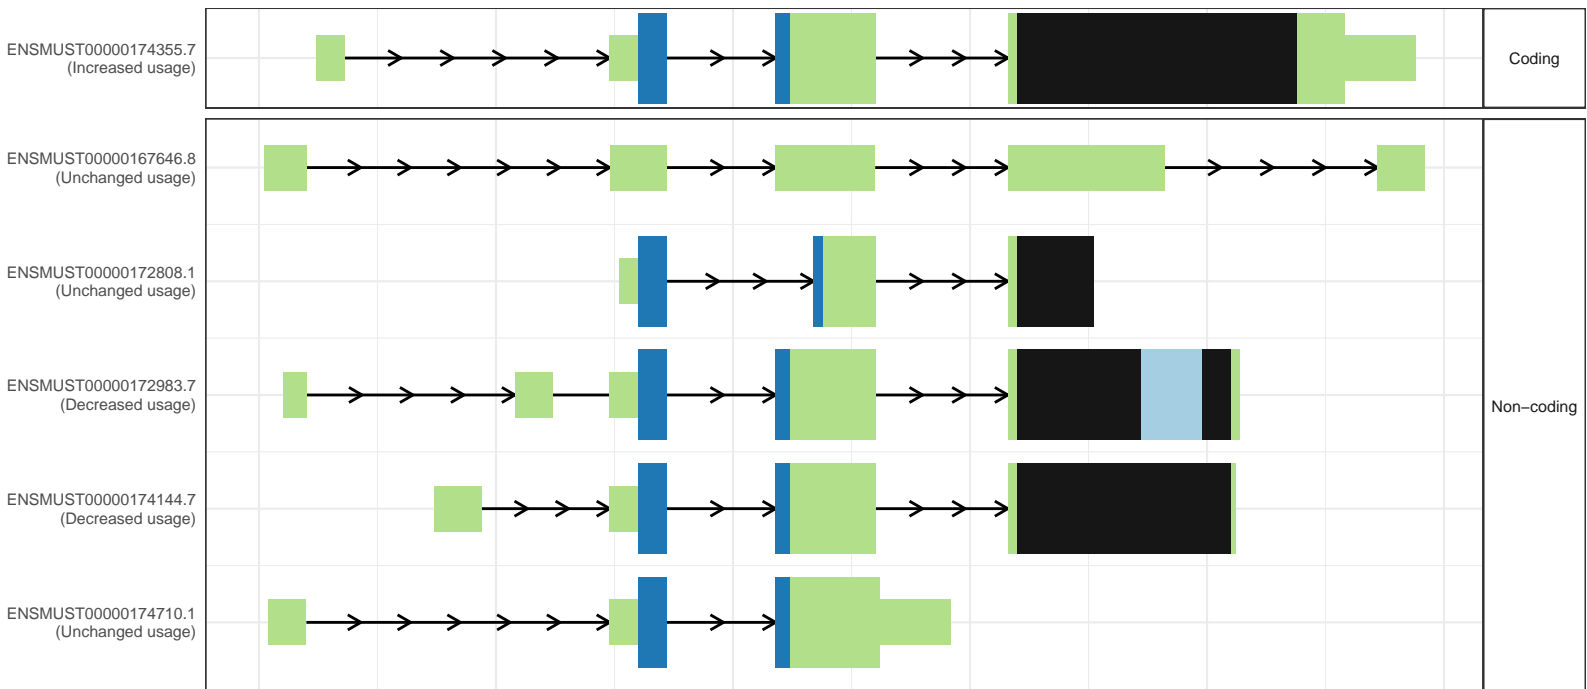 ENSMUST00000174355.7
(Increased usage)
Coding
ENSMUST00000167646.8
(Unchanged usage)
ENSMUST00000172808.1
(Unchanged usage)
ENSMUST00000172983.7
(Decreased usage)
Non−coding
ENSMUST00000174144.7
(Decreased usage)
ENSMUST00000174710.1
(Unchanged usage)